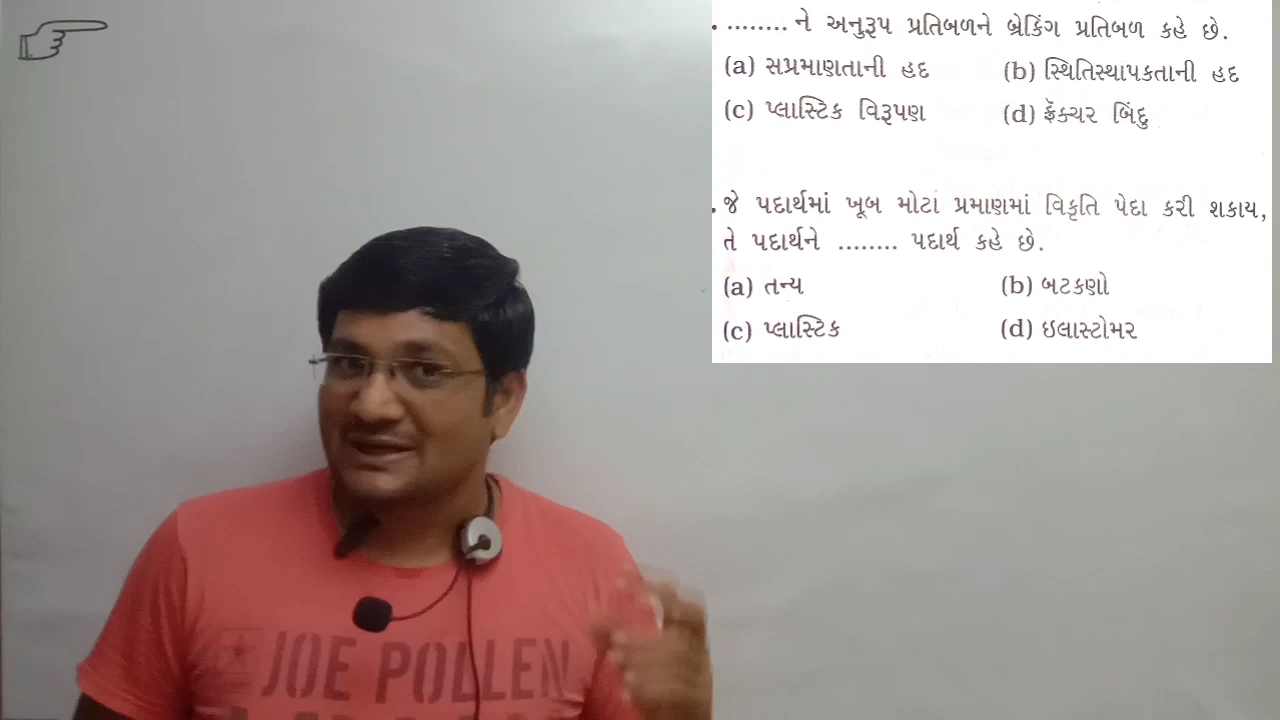 ........ ને અનુરૂપ પ્રતિબળને બ્રેકિંગ પ્રતિબળ કહે છે.
(a) સપ્રમાણતાની હદ (b) સ્થિતિસ્થાપકતાની હદ
(c) પ્લાસ્ટિક વિરૂપણ (d) ફ્રૅક્ચર બિંદુ
જે પદાર્થમાં ખૂબ મોટા પ્રમાણમાં વિકૃતિ પેદા કરી શકાય,
તે પદાર્થને ........ પદાર્થ કહે છે.
(a) તન્ય (b) બટકણો
(c) પ્લાસ્ટિક (d) ઇલાસ્ટોમર
JOE POLLEN